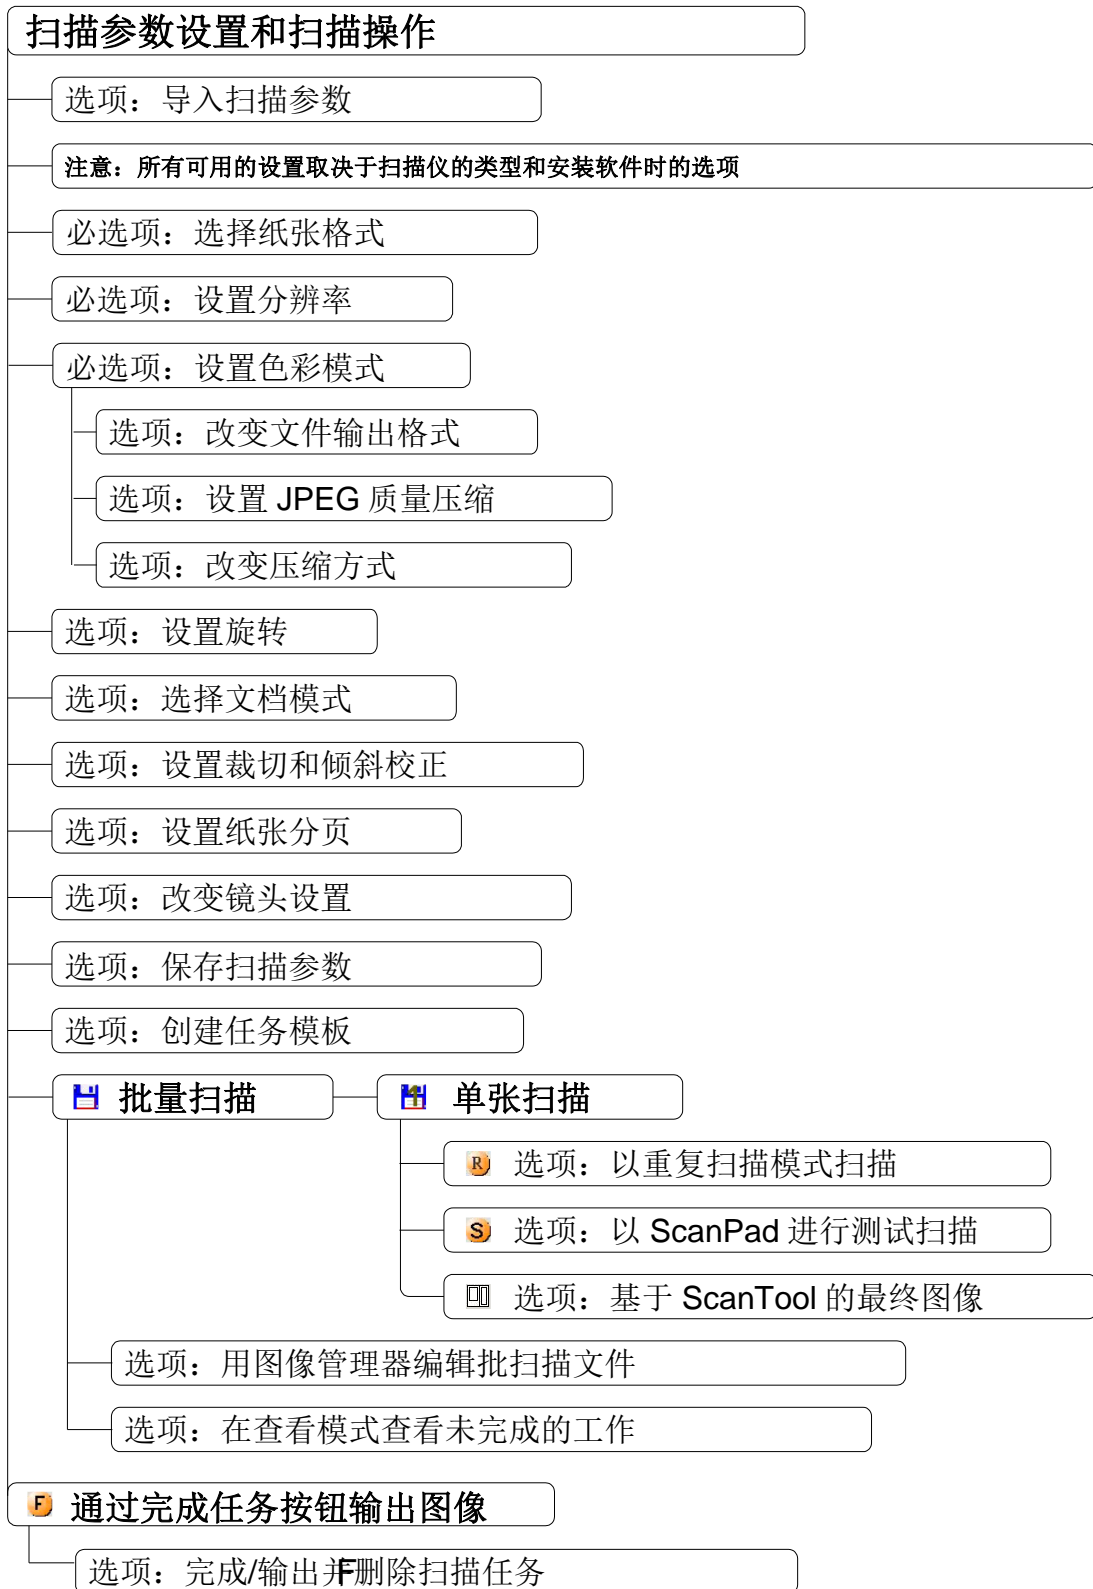 扫描参数设置和扫描操作
选项：导入扫描参数
注意：所有可用的设置取决于扫描仪的类型和安装软件时的选项
必选项：选择纸张格式
必选项：设置分辨率
必选项：设置色彩模式
选项：改变文件输出格式
选项：设置 JPEG 质量压缩
选项：改变压缩方式
选项：设置旋转
选项：选择文档模式
选项：设置裁切和倾斜校正
选项：设置纸张分页
选项：改变镜头设置
选项：保存扫描参数
选项：创建任务模板
批量扫描
1 单张扫描
R 选项：以重复扫描模式扫描
S 选项：以 ScanPad 进行测试扫描
选项：基于 ScanTool 的最终图像
选项：用图像管理器编辑批扫描文件
选项：在查看模式查看未完成的工作
F 通过完成任务按钮输出图像
选项：完成/输出并F删除扫描任务